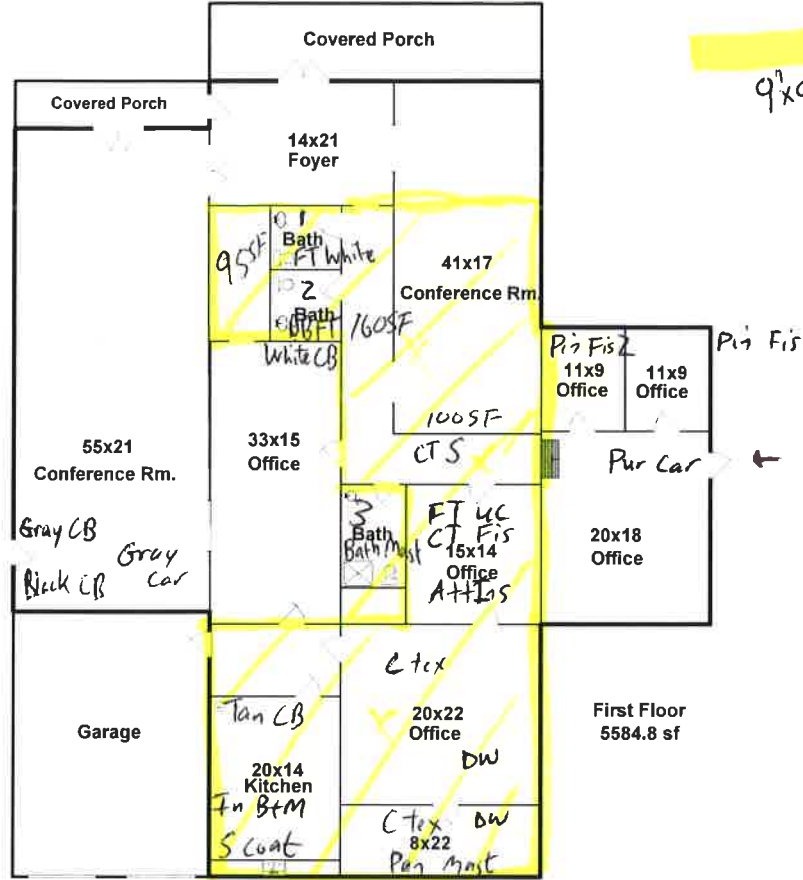 Covered Porch
Covered Porch
9"x
14x21
Foyer
95SF
1
Bath
FT White
2
Bath
BBFT
160SF
White CB
41x17
Conference Rm.
100SF
CTS
Pin Fis 2
11x9
Office
11x9
Office
Pin Fis
55x21
Conference Rm.
33x15
Office
Pur Car
20x18
Office
Gray CB
Gray
Car
Black CB
3
Bath
Bath Mast
FT UC
CT Fis
15x14
Office
Att Ins
C tex
Garage
Tan CB
20x22
Office
DW
First Floor
5584.8 sf
20x14
Kitchen
In B+M
S Coat
C tex DW
8x22
Pan Mast